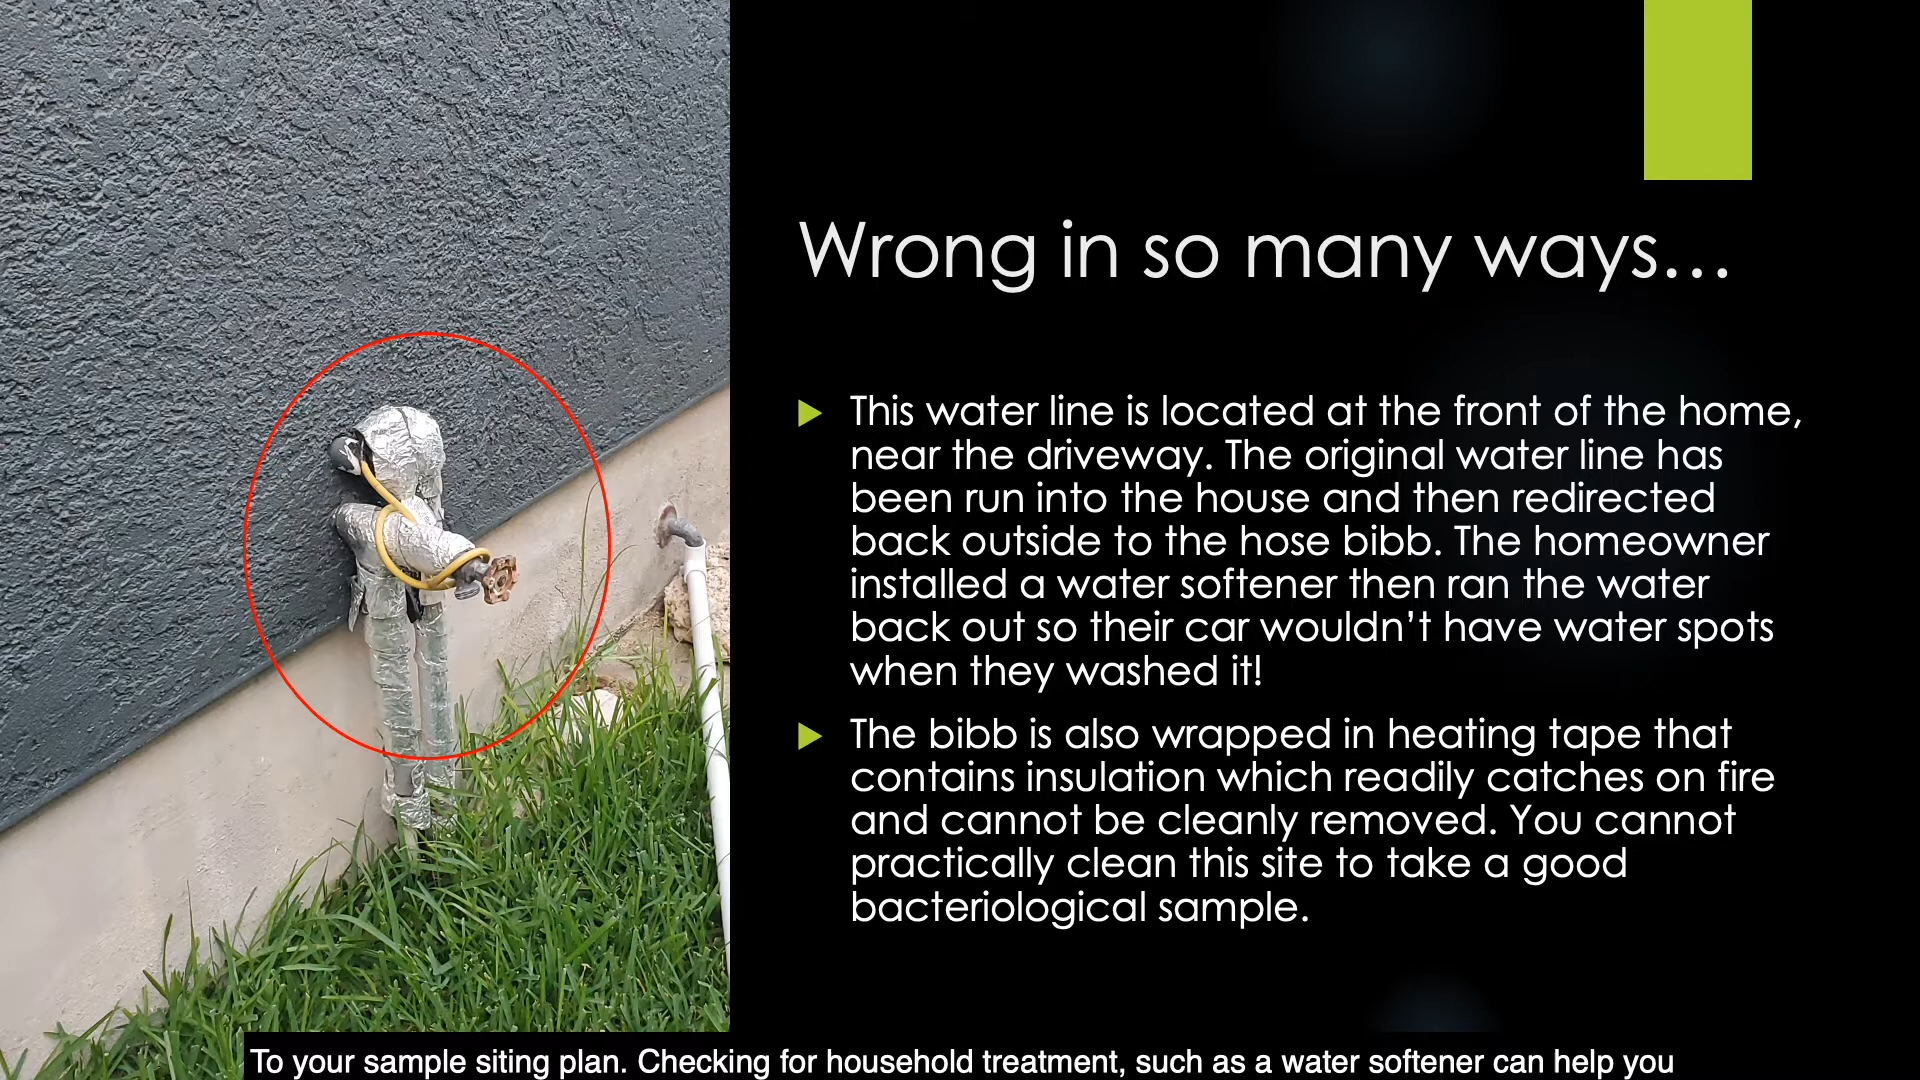 Wrong in so many ways…
This water line is located at the front of the home,
near the driveway. The original water line has
been run into the house and then redirected
back outside to the hose bibb. The homeowner
installed a water softener then ran the water
back out so their car wouldn’t have water spots
when they washed it!
The bibb is also wrapped in heating tape that
contains insulation which readily catches on fire
and cannot be cleanly removed. You cannot
practically clean this site to take a good
bacteriological sample.
To your sample siting plan. Checking for household treatment, such as a water softener can help you